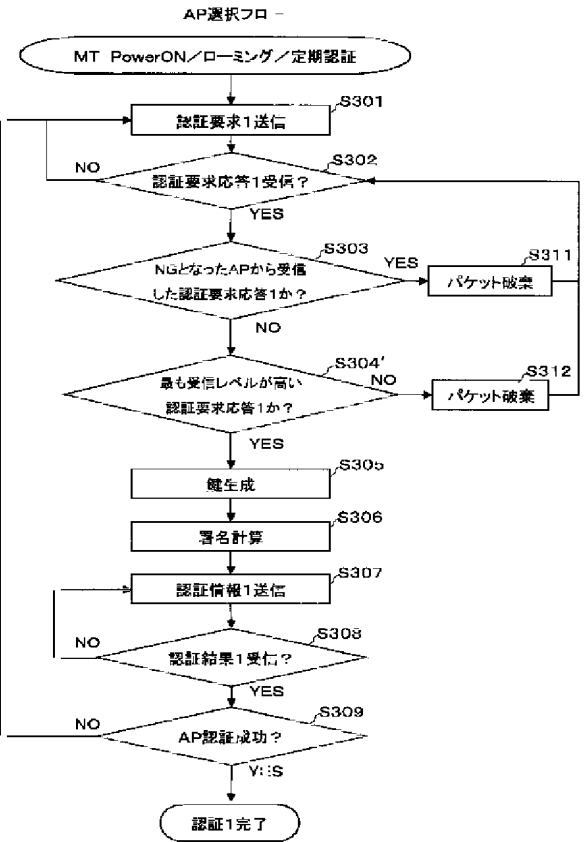 AP選択フロー
MT PowerON/ローミング/定期認証
S301
認証要求1送信
S302
NO
認証要求応答1受信?
YES
S303
NGとなったAPから受信
した認証要求応答1か?
YES
S311
パケット破棄
NO
S304'
最も受信レベルが高い
認証要求応答1か?
NO
S312
パケット破棄
YES
S305
鍵生成
S306
署名計算
S307
認証情報1送信
S308
NO
認証結果1受信?
YES
S309
NO
AP認証成功?
YES
認証1完了